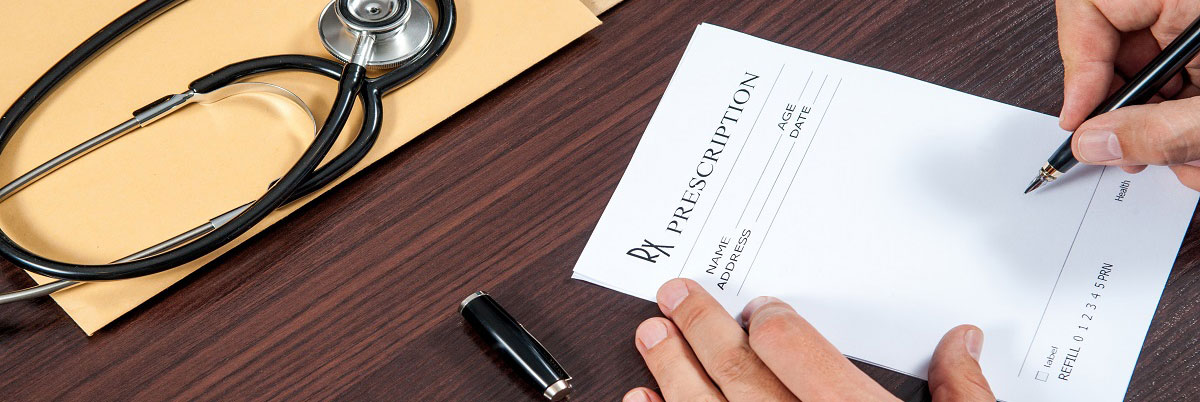 RX PRESCRIPTION
NAME AGE
ADDRESS DATE
Health
label
REFILL 0 1 2 3 4 5 PRN